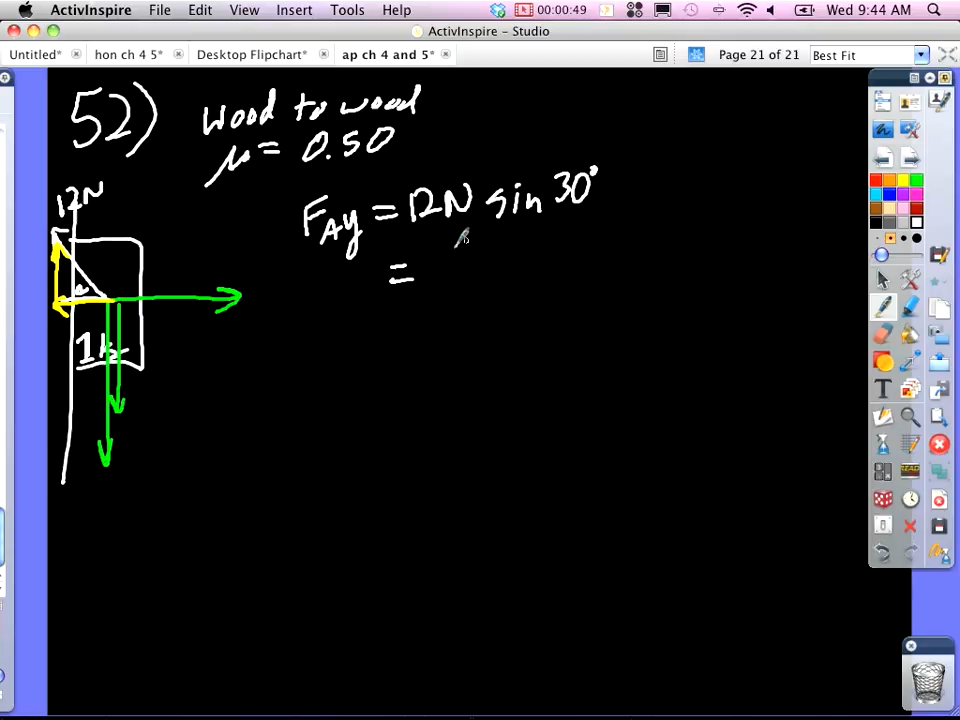 ActivInspire File Edit View Insert Tools Help 00:00:49 Wed 9:44 AM
ActivInspire - Studio
Untitled* hon ch 4 5* Desktop Flipchart* ap ch 4 and 5* Page 21 of 21 Best Fit
52) Wood to wood
μ = 0.50
12N
F_Ay = 12N sin 30°
=
1k